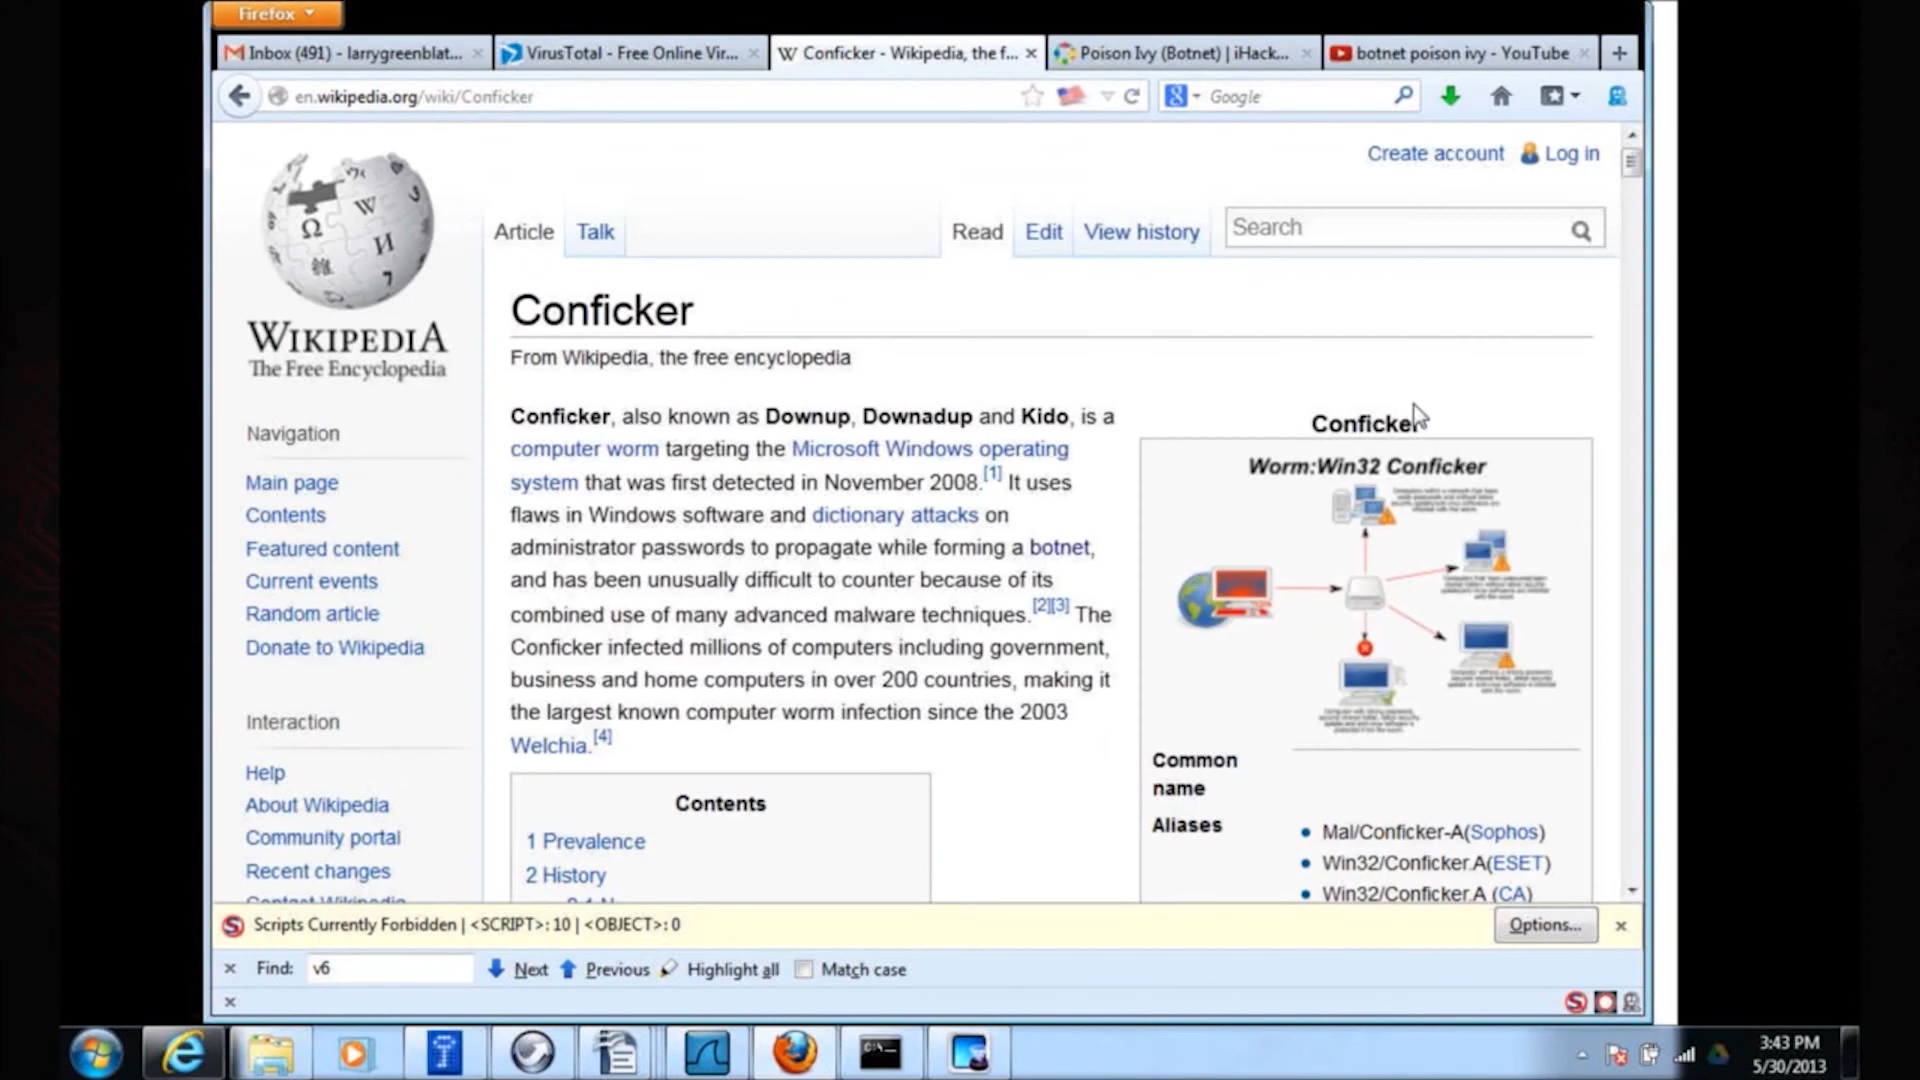 Firefox
Inbox (491) - larrygreenblat...
VirusTotal - Free Online Vir...
Conficker - Wikipedia, the f...
Poison Ivy (Botnet) | iHack...
botnet poison ivy - YouTube
en.wikipedia.org/wiki/Conficker
Google
Create account
Log in
Article
Talk
Read
Edit
View history
Search
WIKIPEDIA
The Free Encyclopedia
Navigation
Main page
Contents
Featured content
Current events
Random article
Donate to Wikipedia
Interaction
Help
About Wikipedia
Community portal
Recent changes
Contact Wikipedia
Conficker
From Wikipedia, the free encyclopedia
Conficker, also known as Downup, Downadup and Kido, is a
computer worm targeting the Microsoft Windows operating
system that was first detected in November 2008.[1] It uses
flaws in Windows software and dictionary attacks on
administrator passwords to propagate while forming a botnet,
and has been unusually difficult to counter because of its
combined use of many advanced malware techniques.[2][3] The
Conficker infected millions of computers including government,
business and home computers in over 200 countries, making it
the largest known computer worm infection since the 2003
Welchia.[4]
Contents
1 Prevalence
2 History
Conficker
Worm:Win32 Conficker
Common
name
Aliases
Mal/Conficker-A(Sophos)
Win32/Conficker.A(ESET)
Win32/Conficker.A (CA)
Scripts Currently Forbidden | <SCRIPT>: 10 | <OBJECT>: 0
Options...
Find: v6
Next
Previous
Highlight all
Match case
3:43 PM
5/30/2013